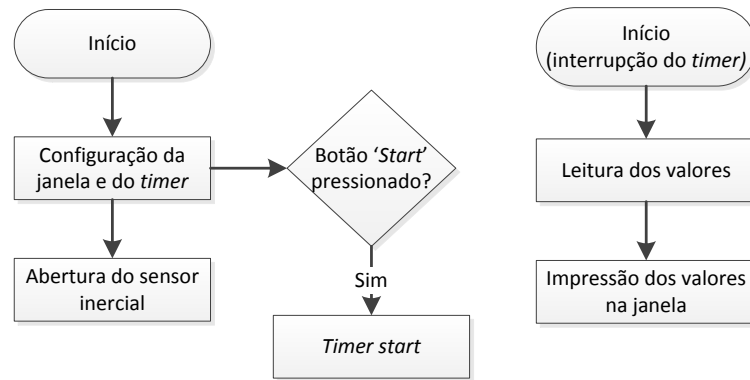 Início
Configuração da
janela e do timer
Abertura do sensor
inercial
Botão ‘Start’
pressionado?
Sim
Timer start
Início
(interrupção do timer)
Leitura dos valores
Impressão dos valores
na janela